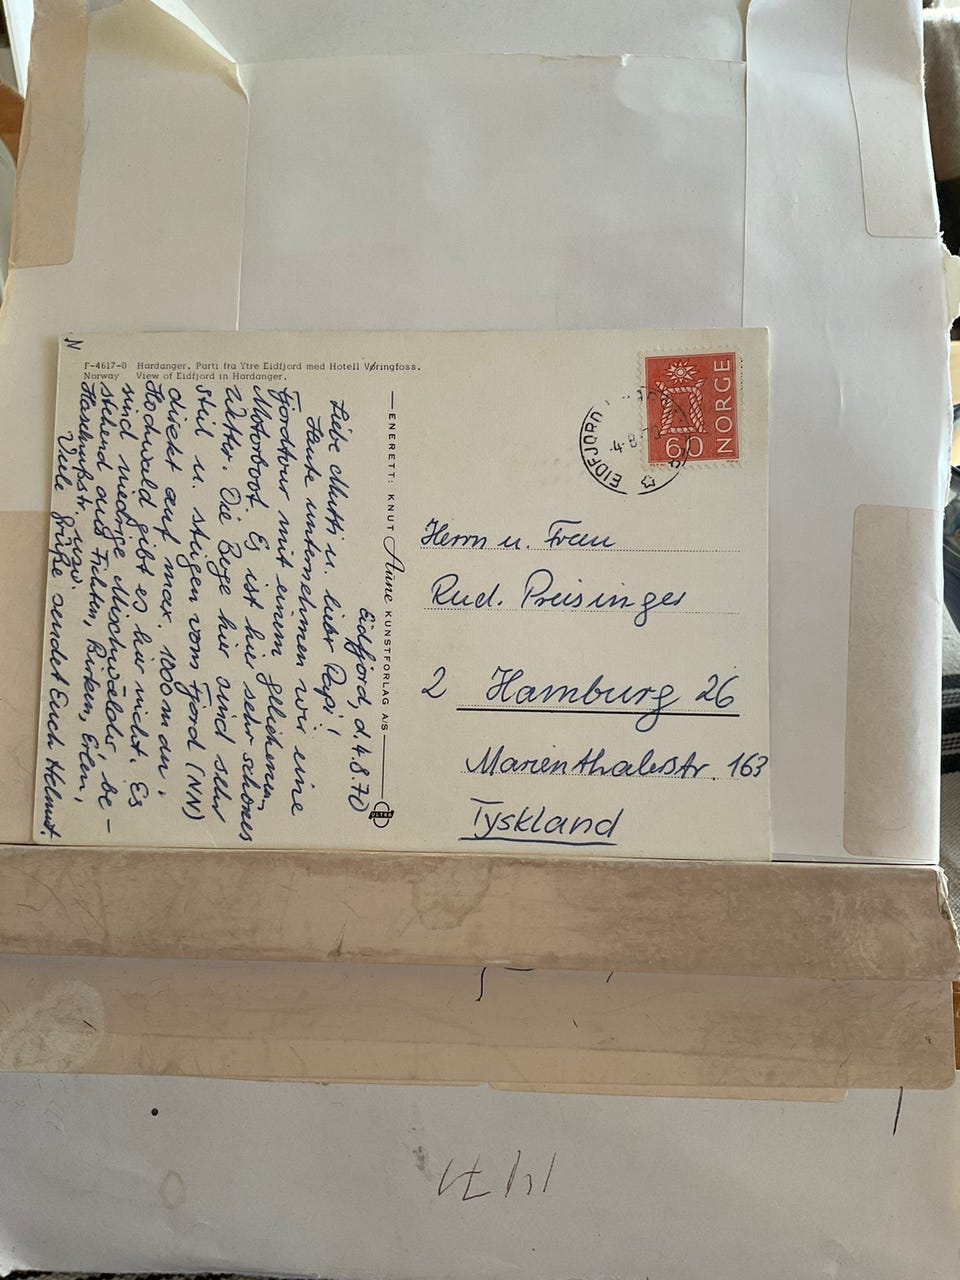 N
F-4617-0 Hardanger. Parti fra Ytre Eidfjord med Hotell Vøringfoss.
Norway View of Eidfjord in Hardanger.
Eidfjord, d. 4.8.70
Liebe Mutti u. lieber Papi!
Heute unternehmen wir eine
Fjordtour mit einem
Motorboot. Es ist hier sehr schönes
Wetter. Die Berge hier sind sehr
steil u. steigen vom Fjord (NN)
direkt auf max. 1000 m an.
Hochwald gibt es hier nicht. Es
sind niedrige Mischwälder be-
stehend aus Fichten, Birken, Erlen,
Haselnußstr. usw.
Viele Grüße sendet Euch Helmut.
ENERETT: KNUT Aune KUNSTFORLAG A/S
ULTRA
NORGE
60
EIDFJORD
4.8.70
Herrn u. Frau
Rud. Preisinger
2 Hamburg 26
Marienthalerstr. 163
Tyskland